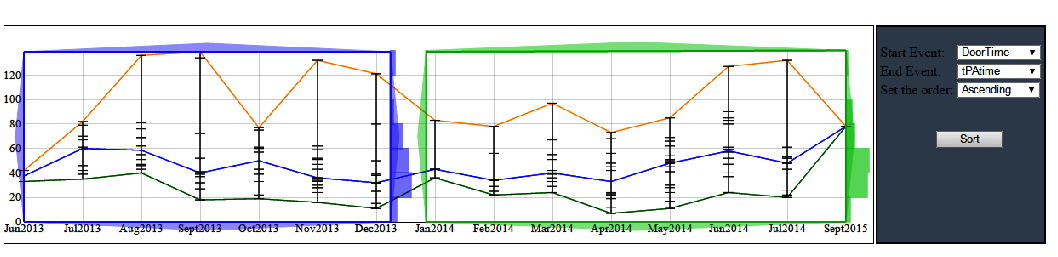 120
100
80
60
40
20
0
Jun2013 Jul2013 Aug2013 Sept2013 Oct2013 Nov2013 Dec2013 Jan2014 Feb2014 Mar2014 Apr2014 May2014 Jun2014 Jul2014 Sept2015
Start Event: DoorTime
End Event: tPAtime
Set the order: Ascending
Sort